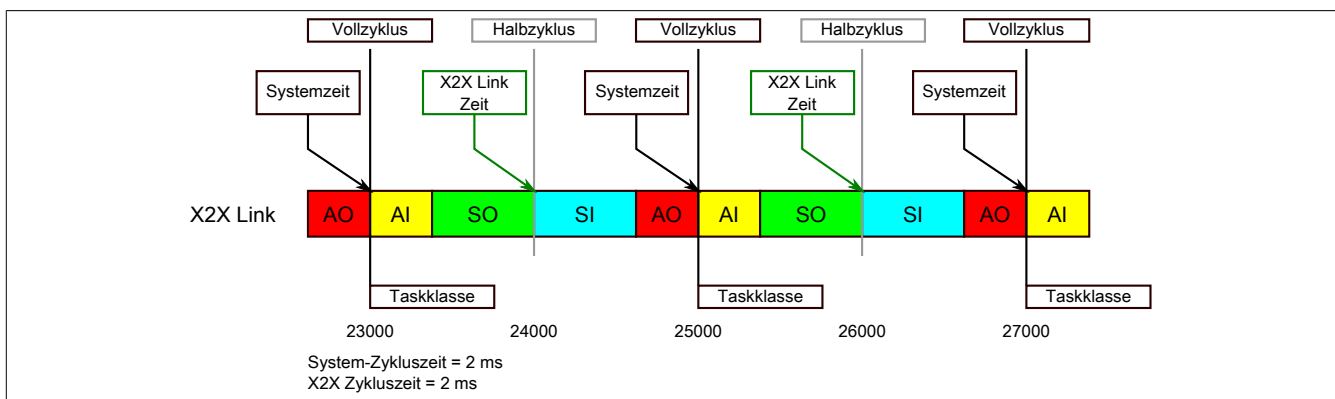 Vollzyklus Halbzyklus Vollzyklus Halbzyklus Vollzyklus
Systemzeit X2X Link Zeit Systemzeit X2X Link Zeit Systemzeit
X2X Link AO AI SO SI AO AI SO SI AO AI
Taskklasse Taskklasse Taskklasse
23000 24000 25000 26000 27000
System-Zykluszeit = 2 ms
X2X Zykluszeit = 2 ms